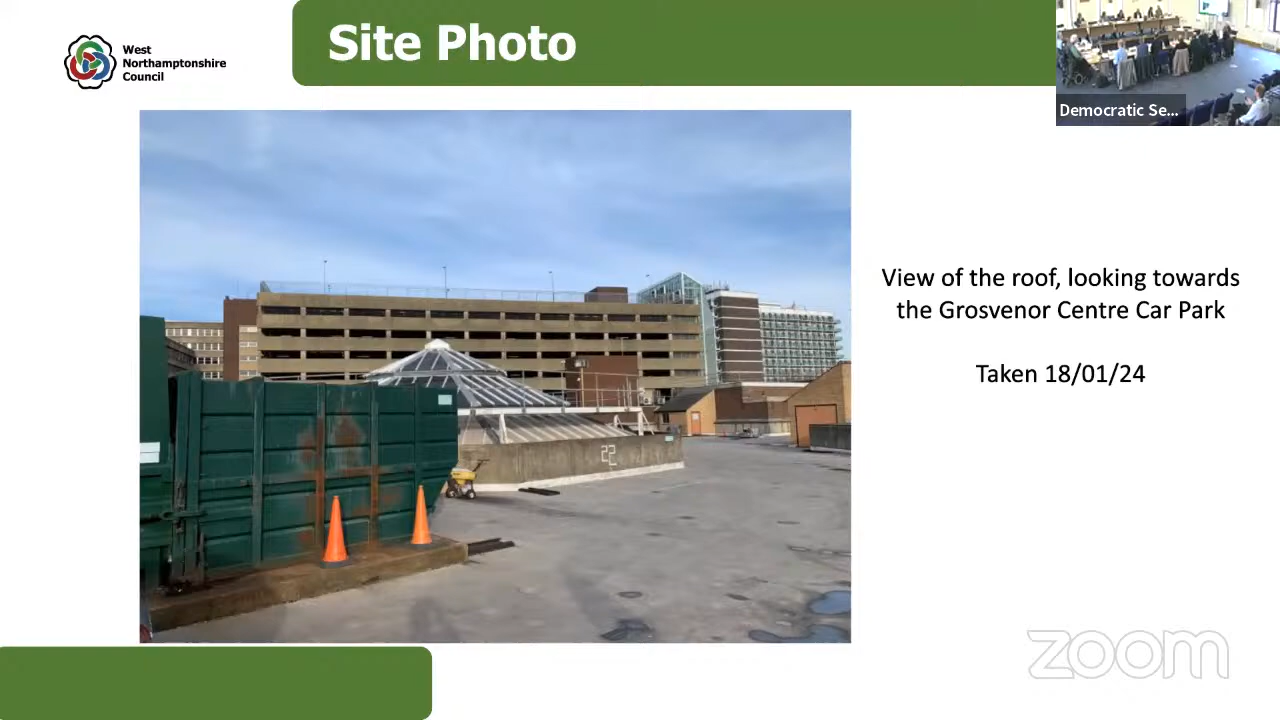 West
Northamptonshire
Council
Site Photo
Democratic Se...
View of the roof, looking towards
the Grosvenor Centre Car Park
Taken 18/01/24
22
zoom